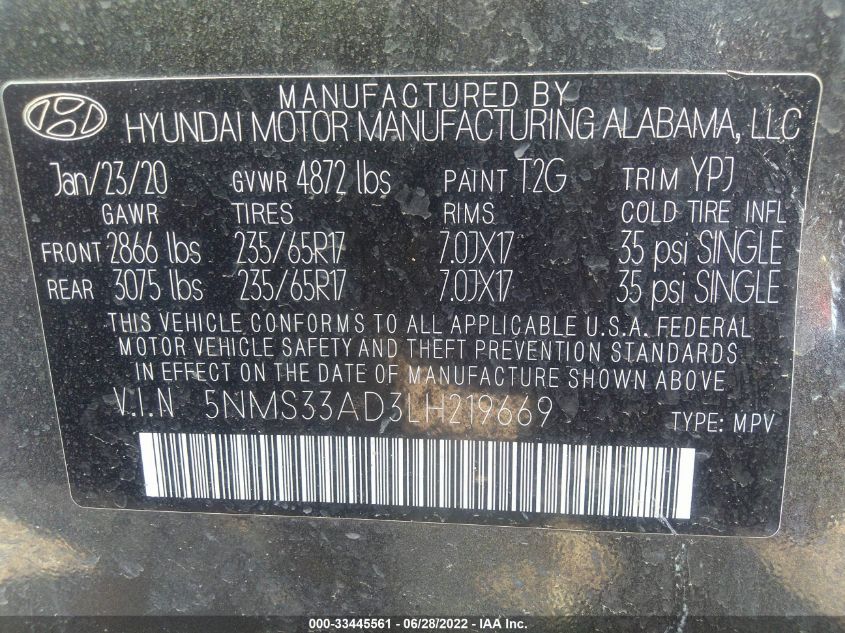 MANUFACTURED BY
HYUNDAI MOTOR MANUFACTURING ALABAMA, LLC
Jan/23/20 GVWR 4872 lbs PAINT T2G TRIM YPJ
GAWR TIRES RIMS COLD TIRE INFL
FRONT 2866 lbs 235/65R17 7.0JX17 35 psi SINGLE
REAR 3075 lbs 235/65R17 7.0JX17 35 psi SINGLE
THIS VEHICLE CONFORMS TO ALL APPLICABLE U.S.A. FEDERAL
MOTOR VEHICLE SAFETY AND THEFT PREVENTION STANDARDS
IN EFFECT ON THE DATE OF MANUFACTURE SHOWN ABOVE.
V.I.N 5NMS33AD3LH219669 TYPE: MPV
000-33445561 - 06/28/2022 - IAA Inc.